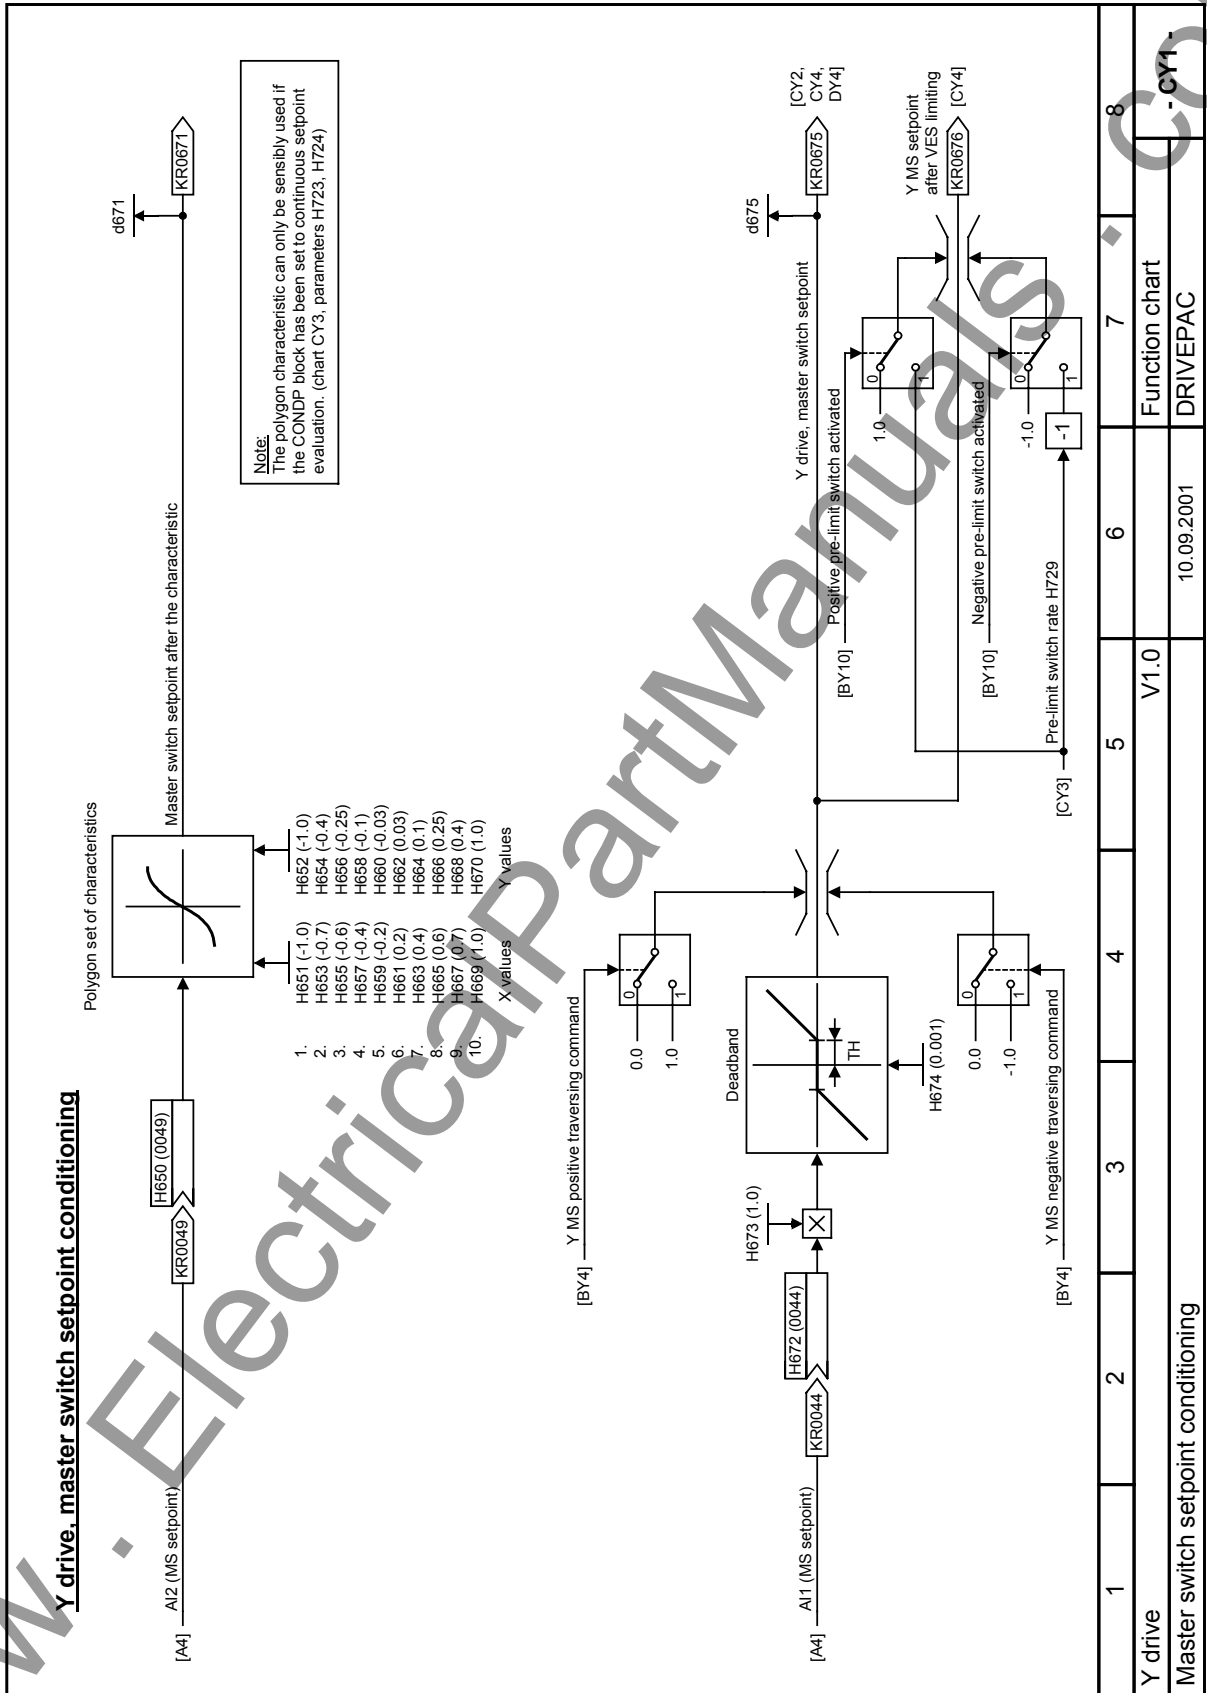 Y drive, master switch setpoint conditioning
Polygon set of characteristics
[A4]
AI2 (MS setpoint)
KR0049
H650 (0049)
Master switch setpoint after the characteristic
d671
KR0671
1. H651 (-1.0) H652 (-1.0)
2. H653 (-0.7) H654 (-0.4)
3. H655 (-0.6) H656 (-0.25)
4. H657 (-0.4) H658 (-0.1)
5. H659 (-0.2) H660 (-0.03)
6. H661 (0.2) H662 (0.03)
7. H663 (0.4) H664 (0.1)
8. H665 (0.6) H666 (0.25)
9. H667 (0.7) H668 (0.4)
10. H669 (1.0) H670 (1.0)
X values Y values
Note:
The polygon characteristic can only be sensibly used if
the CONDP block has been set to continuous setpoint
evaluation. (chart CY3, parameters H723, H724)
[BY4]
Y MS positive traversing command
0.0
1.0
0
1
[A4]
AI1 (MS setpoint)
KR0044
H672 (0044)
H673 (1.0)
X
Deadband
TH
H674 (0.001)
0.0
-1.0
0
1
[BY4]
Y MS negative traversing command
Y drive, master switch setpoint
d675
KR0675
[CY2,
CY4,
DY4]
[BY10]
Positive pre-limit switch activated
1.0
0
1
Y MS setpoint
after VES limiting
KR0676
[CY4]
[BY10]
Negative pre-limit switch activated
-1.0
0
1
-1
[CY3]
Pre-limit switch rate H729
1 2 3 4 5 6 7 8
Y drive V1.0 Function chart
- CY1 -
Master switch setpoint conditioning 10.09.2001 DRIVEPAC
w . ElectricalPartManuals . co